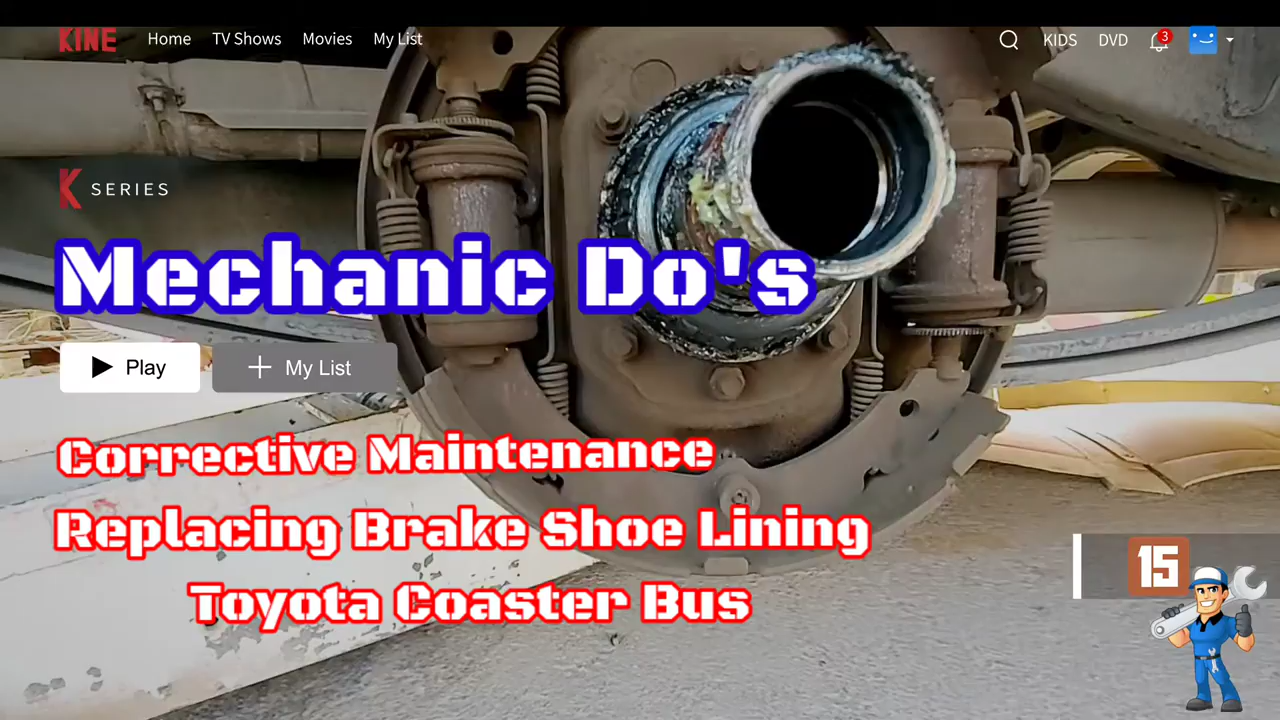 KINE Home TV Shows Movies My List KIDS DVD 3
K SERIES
Mechanic Do's
Play My List
Corrective Maintenance
Replacing Brake Shoe Lining
Toyota Coaster Bus
15